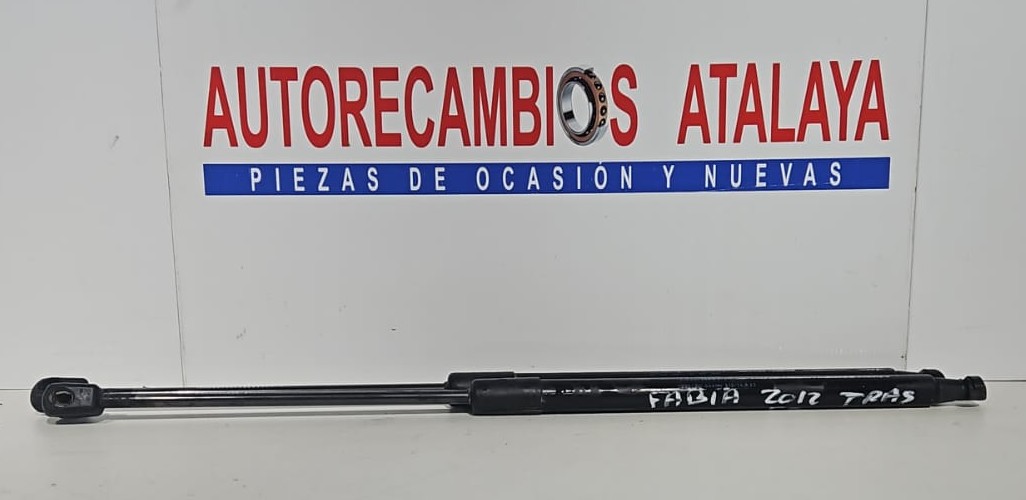 AUTORECAMBIOS ATALAYA
PIEZAS DE OCASIÓN Y NUEVAS
FABIA 2012 TRAS